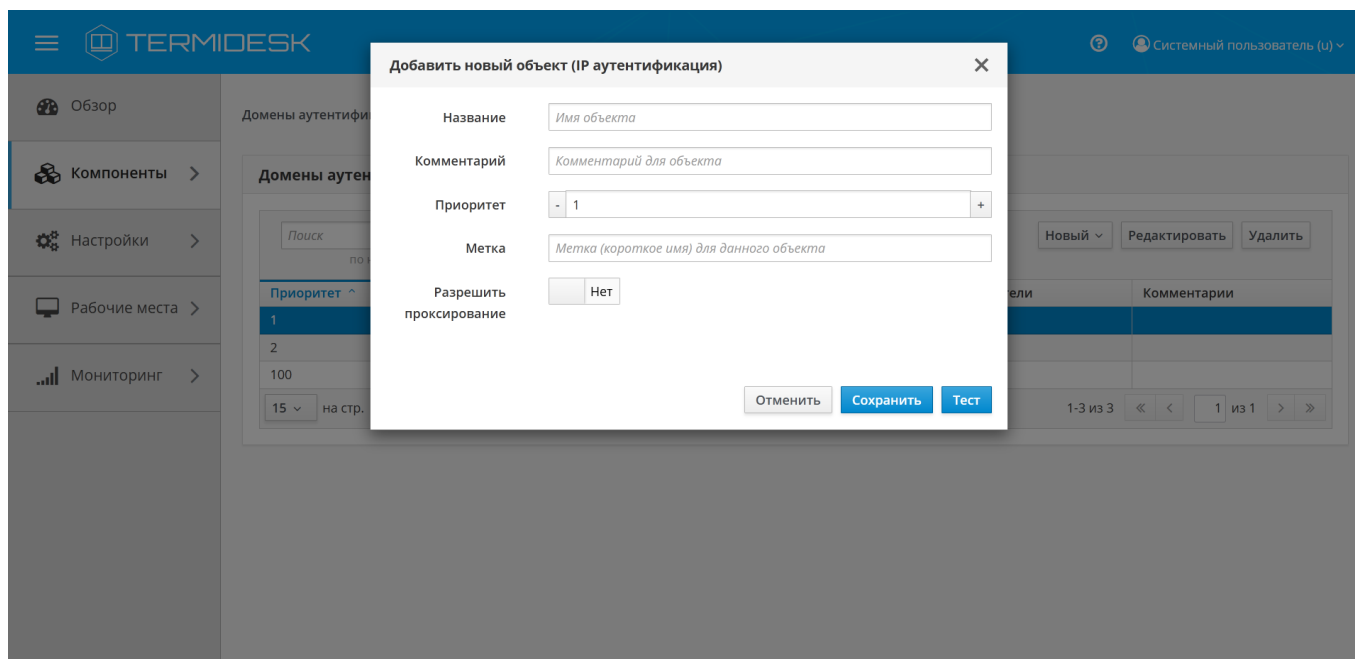 TERMIDESK
Системный пользователь (u)
Добавить новый объект (IP аутентификация)
Обзор
Компоненты
Настройки
Рабочие места
Мониторинг
Домены аутентифи
Домены аутен
Поиск
по
Новый
Редактировать
Удалить
Приоритет
ели
Комментарии
1
2
100
15
на стр.
1-3 из 3
1 из 1
Название
Имя объекта
Комментарий
Комментарий для объекта
Приоритет
- 1 +
Метка
Метка (короткое имя) для данного объекта
Разрешить
проксирование
Нет
Отменить
Сохранить
Тест